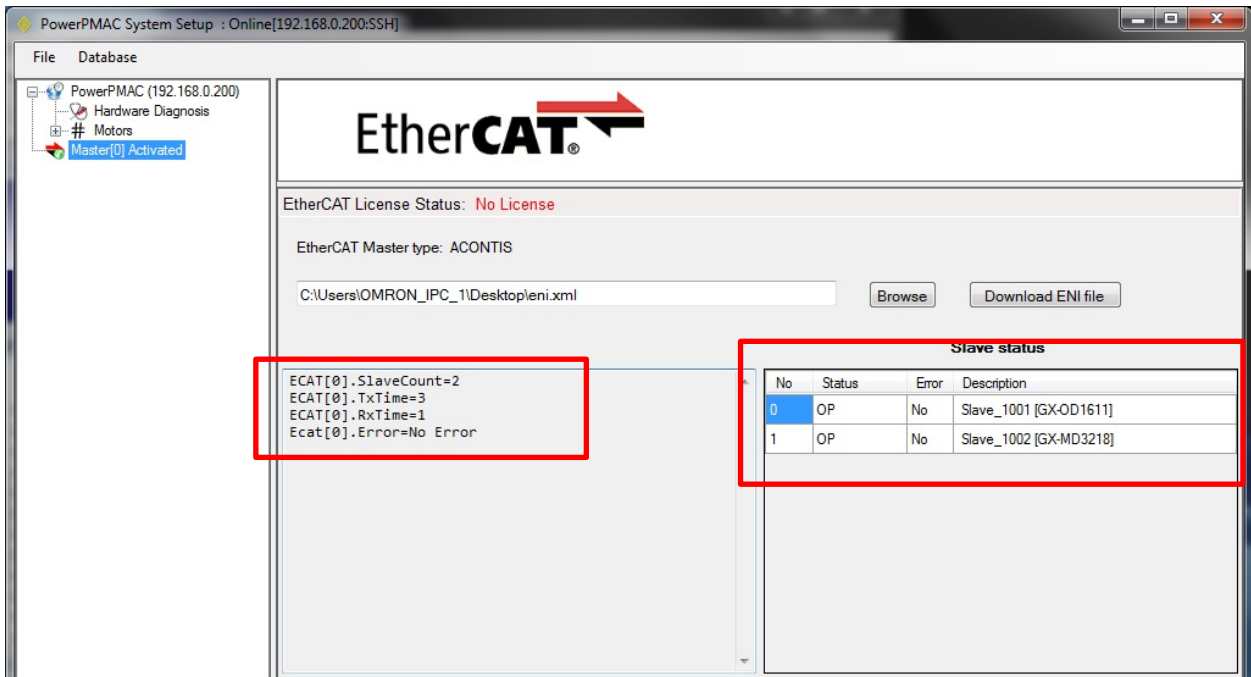 PowerPMAC System Setup : Online[192.168.0.200:SSH]
File Database
PowerPMAC (192.168.0.200)
Hardware Diagnosis
# Motors
Master[0] Activated
EtherCAT®
EtherCAT License Status: No License
EtherCAT Master type: ACONTIS
C:\Users\OMRON_IPC_1\Desktop\eni.xml
Browse
Download ENI file
Slave status
ECAT[0].SlaveCount=2
ECAT[0].TxTime=3
ECAT[0].RxTime=1
Ecat[0].Error=No Error
No Status Error Description
0 OP No Slave_1001 [GX-OD1611]
1 OP No Slave_1002 [GX-MD3218]